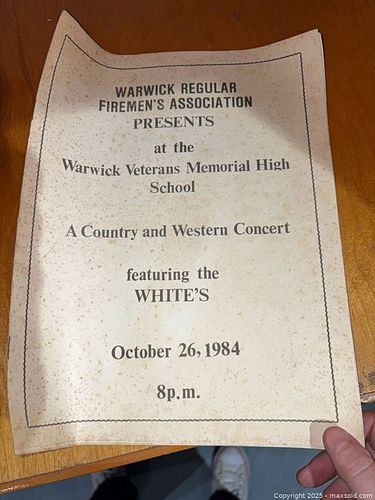 WARWICK REGULAR
FIREMEN'S ASSOCIATION
PRESENTS
at the
Warwick Veterans Memorial High
School
A Country and Western Concert
featuring the
WHITE'S
October 26, 1984
8p.m.
Copyright 2025 - maxsold.com